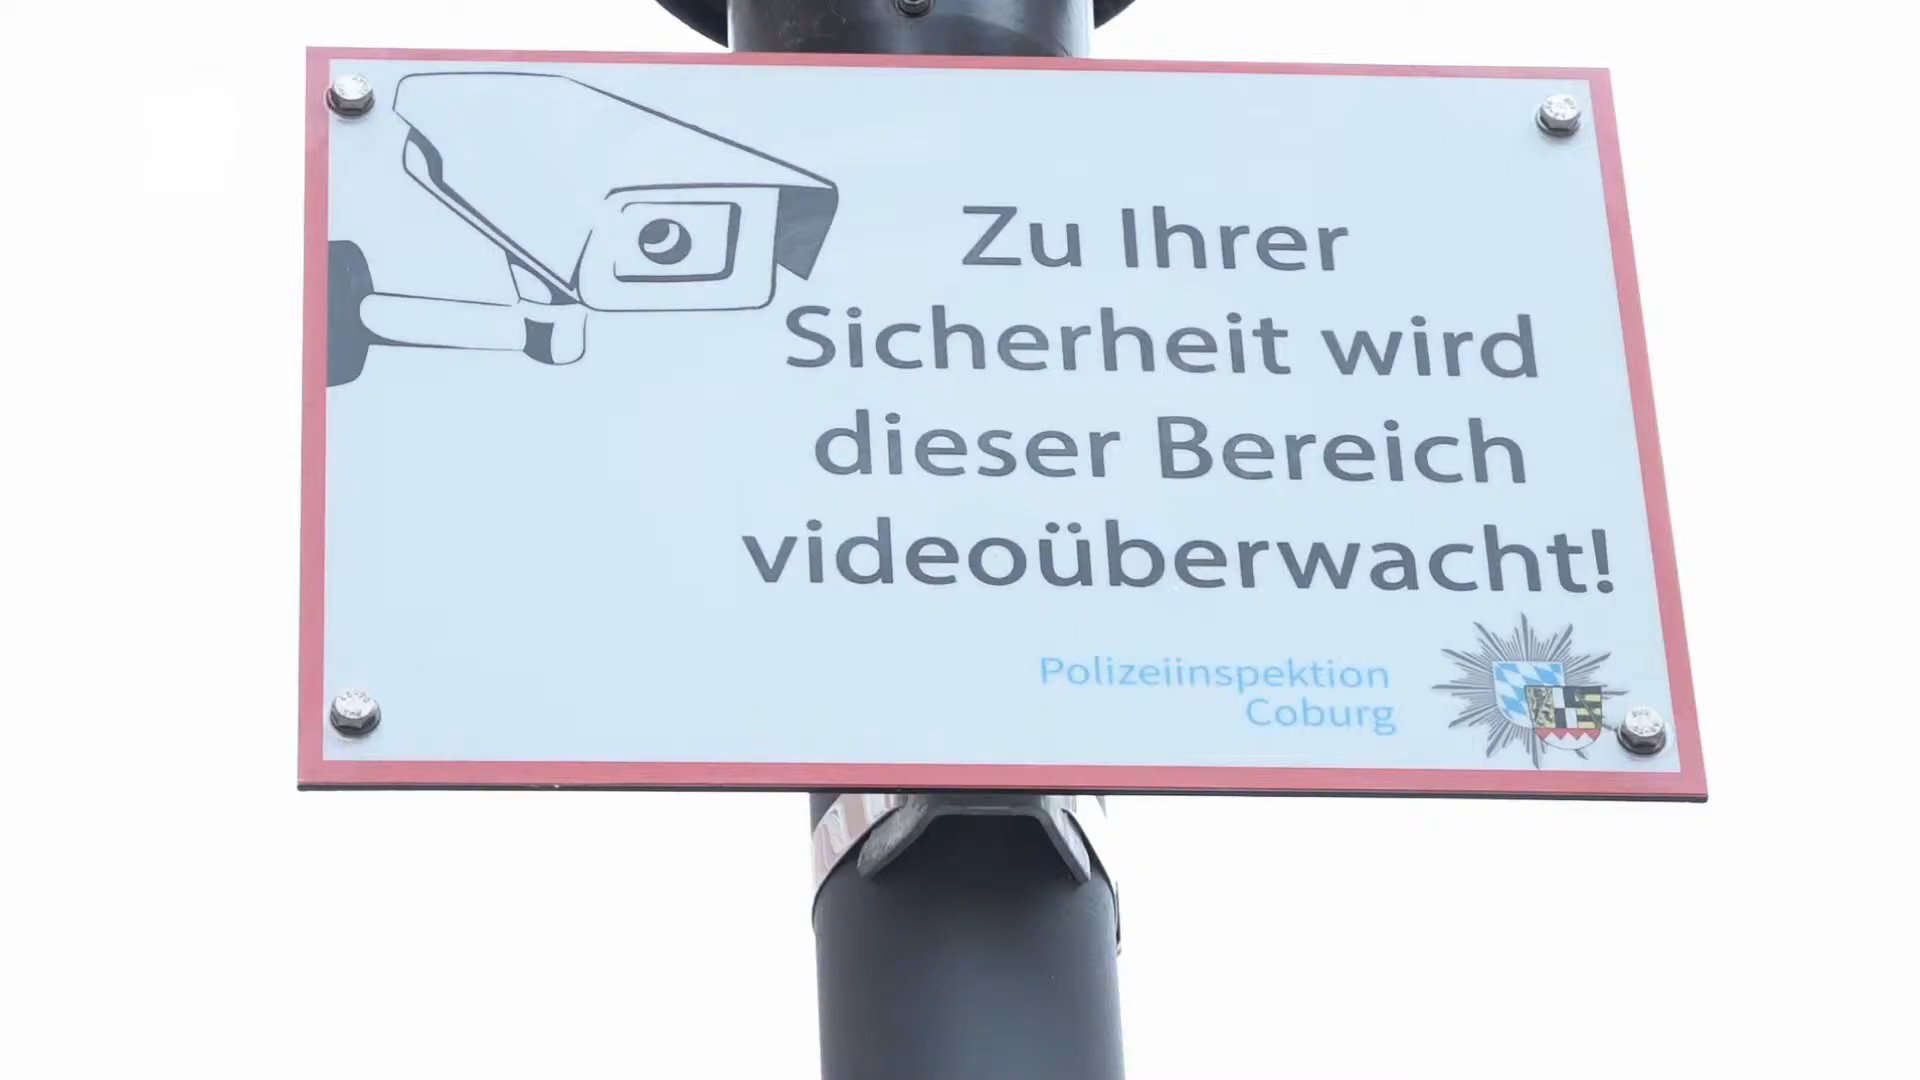 Zu Ihrer
Sicherheit wird
dieser Bereich
videoüberwacht!
Polizeiinspektion
Coburg